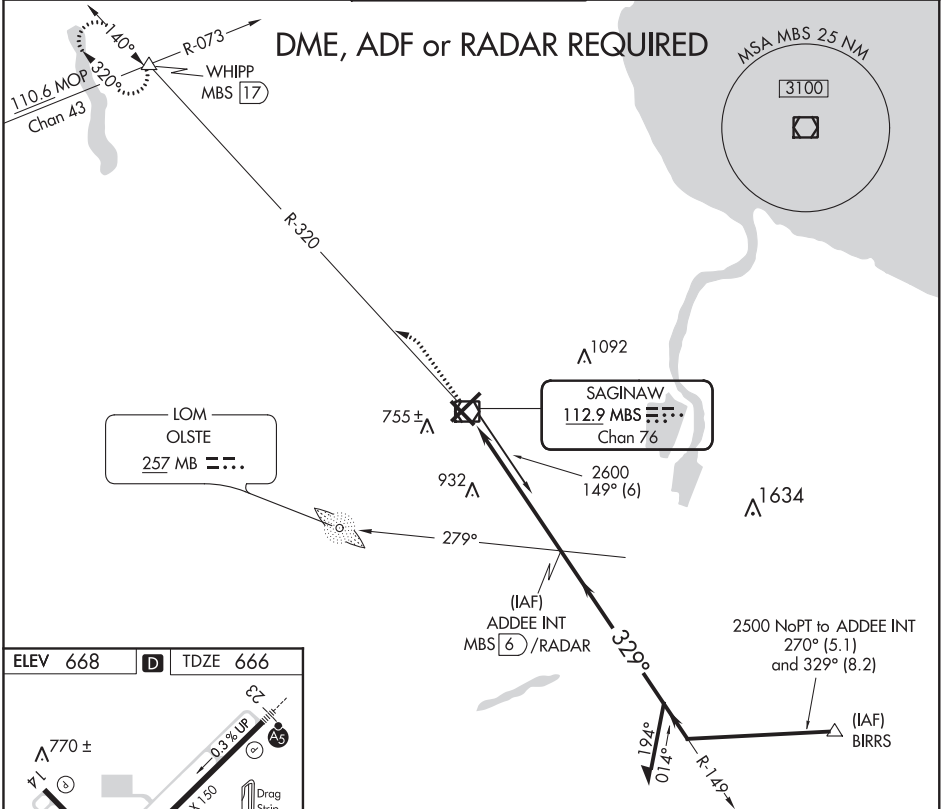 DME, ADF or RADAR REQUIRED
140°
320°
R-073
WHIPP
MBS 17
110.6 MOP
Chan 43
MSA MBS 25 NM
3100
R-320
1092
SAGINAW
112.9 MBS
Chan 76
755 ±
LOM
OLSTE
257 MB
932
2600
149° (6)
1634
279°
(IAF)
ADDEE INT
MBS 6 /RADAR
329°
2500 NoPT to ADDEE INT
270° (5.1)
and 329° (8.2)
(IAF)
BIRRS
194°
014°
R-149
ELEV 668 D TDZE 666
23
0.3% UP
P
A5
770 ±
14
P
X 150
Drag
Strip